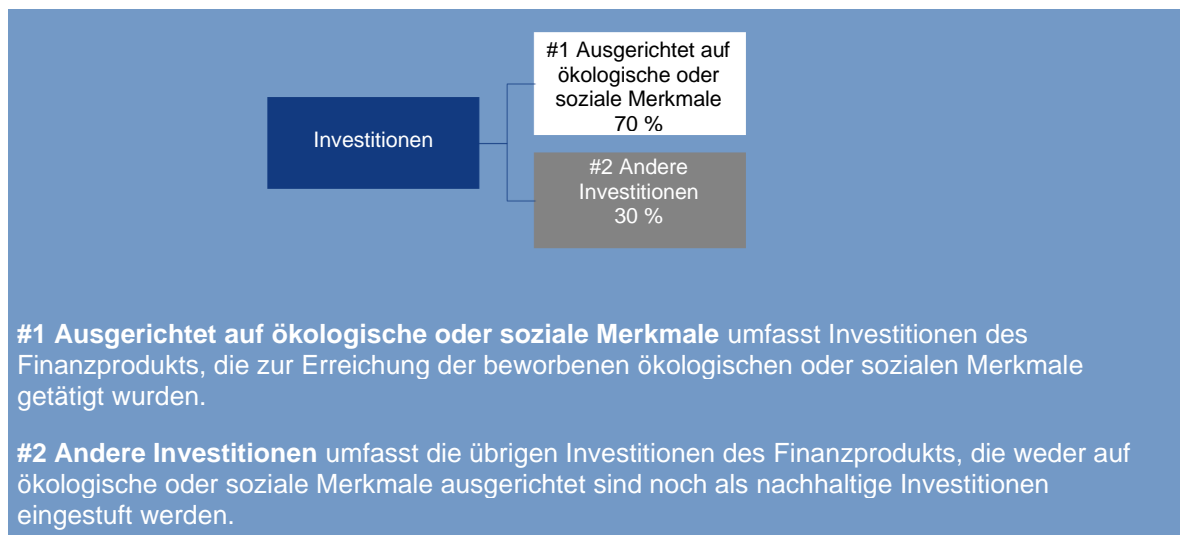 #1 Ausgerichtet auf
ökologische oder
soziale Merkmale
70 %
Investitionen
#2 Andere
Investitionen
30 %
#1 Ausgerichtet auf ökologische oder soziale Merkmale umfasst Investitionen des
Finanzprodukts, die zur Erreichung der beworbenen ökologischen oder sozialen Merkmale
getätigt wurden.
#2 Andere Investitionen umfasst die übrigen Investitionen des Finanzprodukts, die weder auf
ökologische oder soziale Merkmale ausgerichtet sind noch als nachhaltige Investitionen
eingestuft werden.